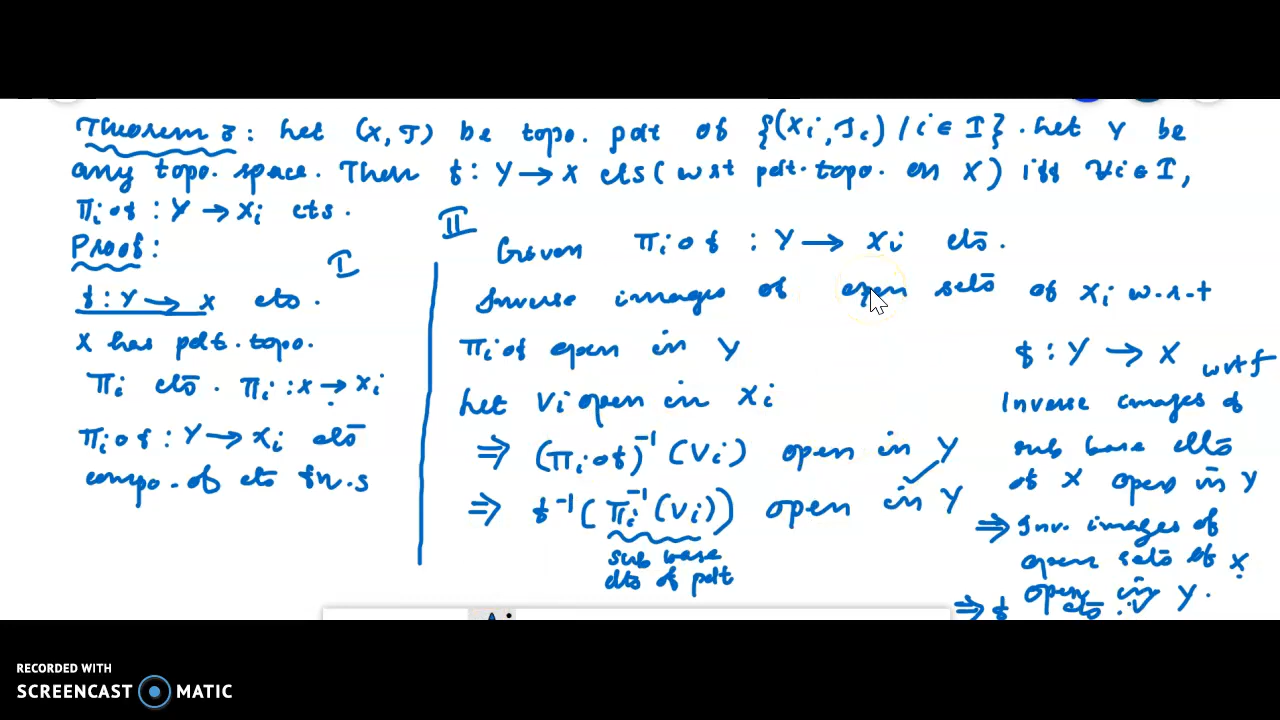 Theorem 8: Let (X, J) be topo. pdt of {(Xi, Ji) / i ∈ I}. Let Y be
any topo. space. Then f: Y → X cts (wrt pdt. topo. on X) iff ∀i ∈ I,
πi o f : Y → Xi cts.
Proof:
I
f: Y → X cts.
X has pdt. topo.
πi cts. πi : X → Xi
πi o f : Y → Xi cts
compo. of cts fn.s
II
Given πi o f : Y → Xi cts.
Inverse images of open sets of Xi w.r.t
πi o f open in Y
Let Vi open in Xi
⇒ (πi o f)⁻¹ (Vi) open in Y
⇒ f⁻¹ (πi⁻¹ (Vi)) open in Y
sub base
elts of pdt
f : Y → X
wrt f
Inverse images of
sub base elts
of X open in Y
⇒ Inv. images of
open sets of X
open in Y.
⇒ f cts
RECORDED WITH
SCREENCAST MATIC